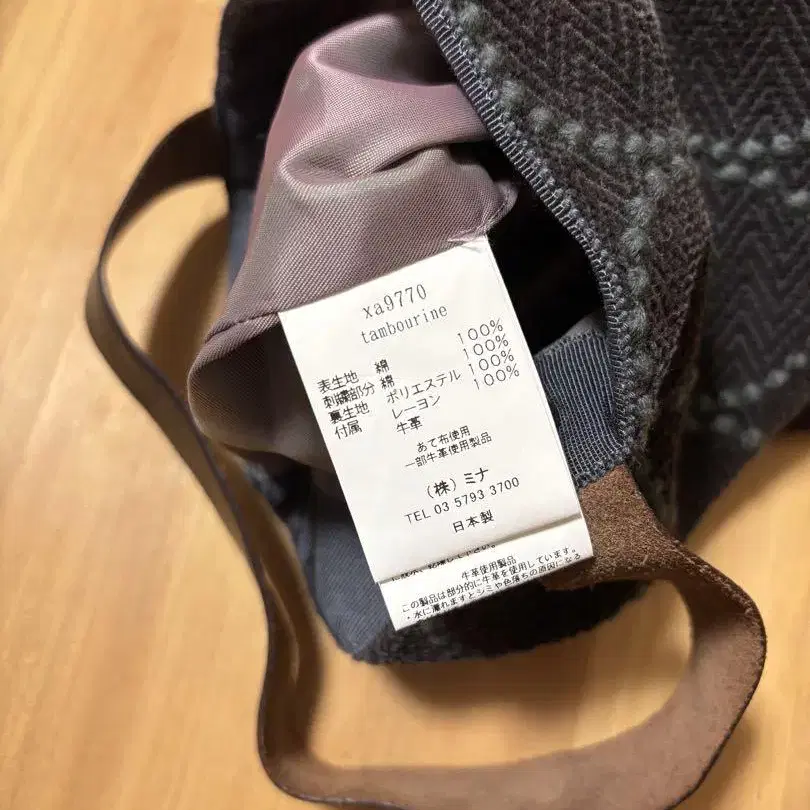 xa9770
tambourine
表生地 綿 100%
刺繍部分 綿 100%
裏生地 ポリエステル 100%
付属 レーヨン 100%
牛革
あて布使用
一部牛革使用製品
(株)ミナ
TEL 03 5793 3700
日本製
牛革使用製品
この製品は部分的に牛革を使用しています。
・水に濡れますとシミや色落ちの原因になる